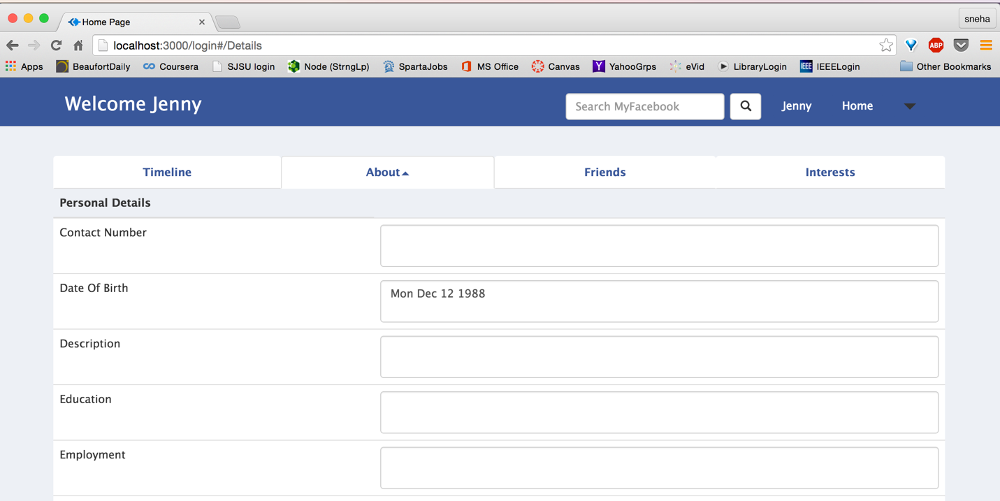 Home Page
sneha
localhost:3000/login#/Details
ABP
Apps BeaufortDaily Coursera SJSU login Node (StrngLp) SpartaJobs MS Office Canvas Y YahooGrps eVid LibraryLogin IEEE IEEELogin Other Bookmarks
Welcome Jenny
Search MyFacebook
Jenny
Home
Timeline
About
Friends
Interests
Personal Details
Contact Number
Date Of Birth
Mon Dec 12 1988
Description
Education
Employment